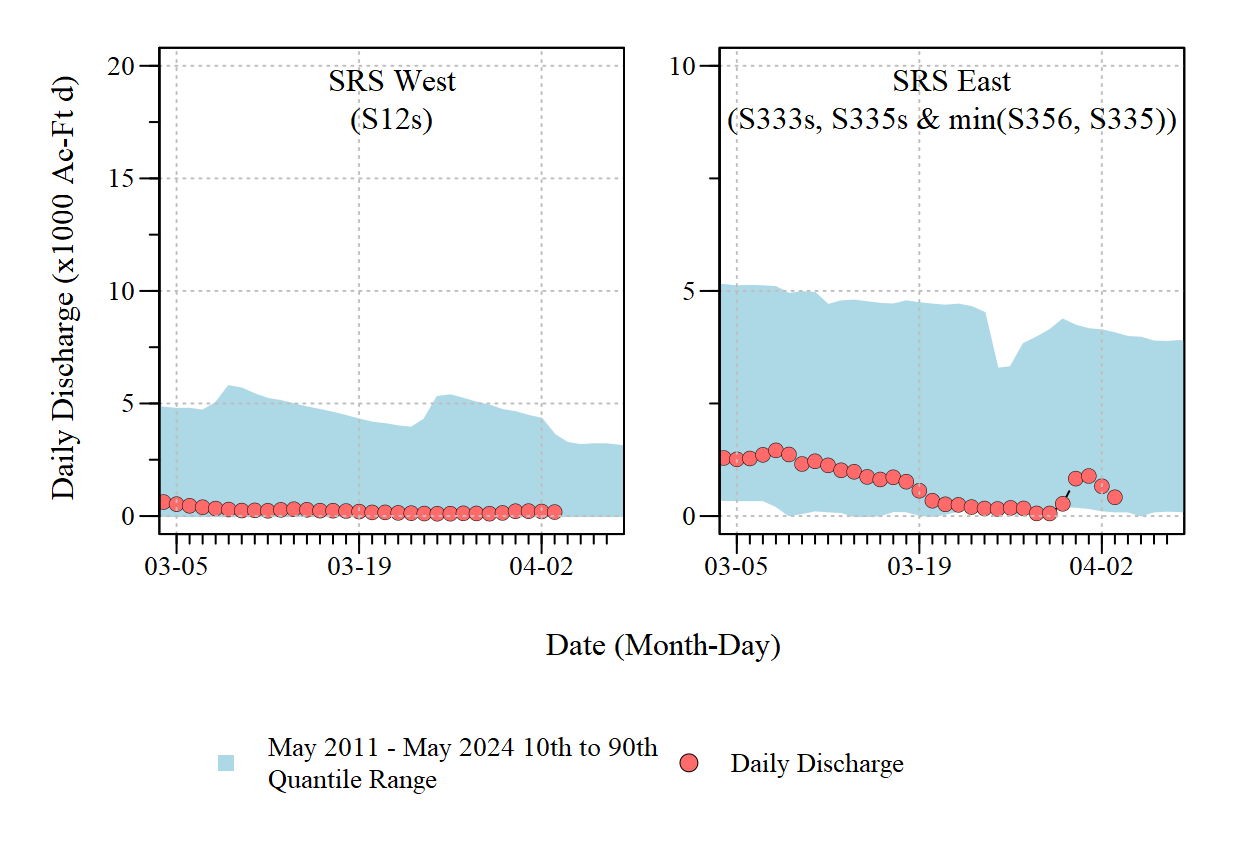 SRS West
(S12s)
SRS East
(S333s, S335s & min(S356, S335))
Daily Discharge (x1000 Ac-Ft d)
20
15
10
5
0
10
5
0
03-05
03-19
04-02
03-05
03-19
04-02
Date (Month-Day)
May 2011 - May 2024 10th to 90th
Quantile Range
Daily Discharge